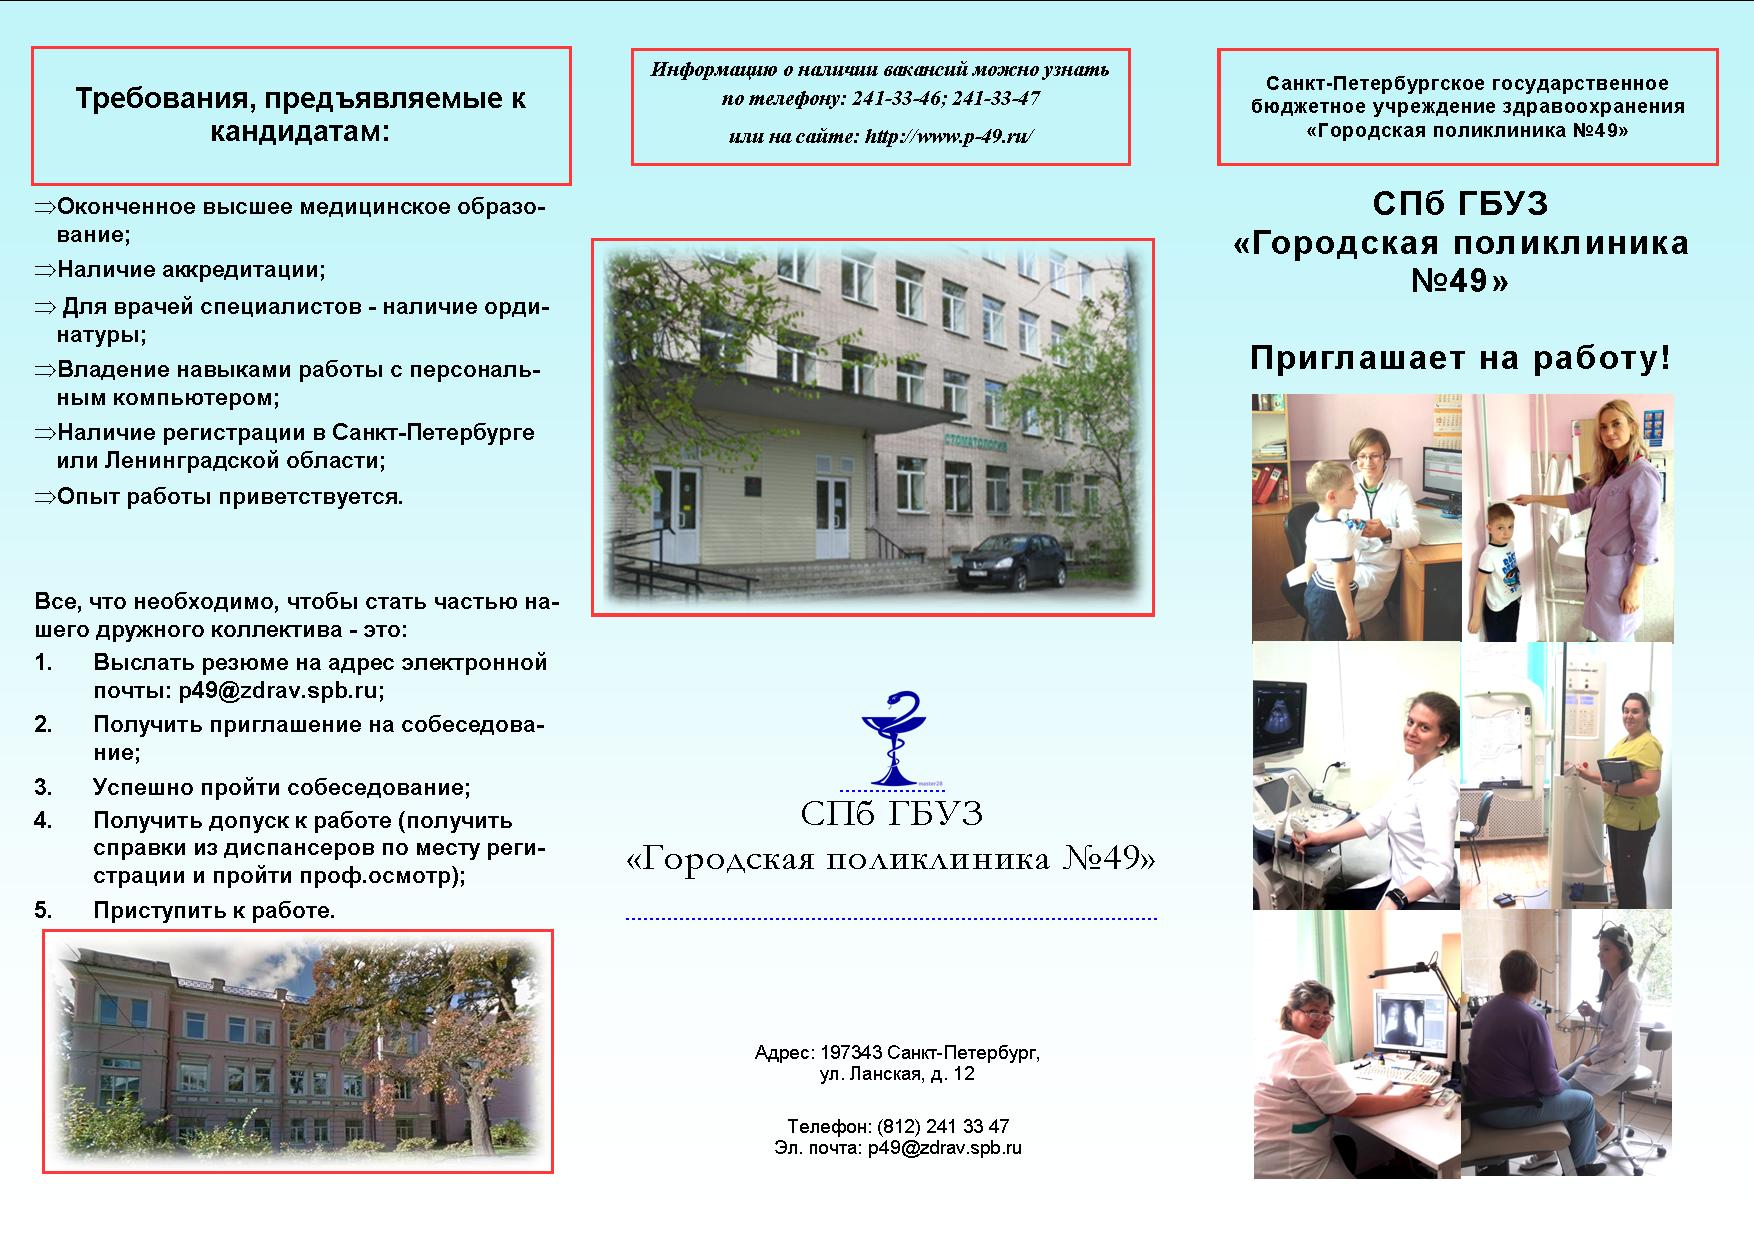 Требования, предъявляемые к
кандидатам:
⇒Оконченное высшее медицинское образо-
вание;
⇒Наличие аккредитации;
⇒ Для врачей специалистов - наличие орди-
натуры;
⇒Владение навыками работы с персональ-
ным компьютером;
⇒Наличие регистрации в Санкт-Петербурге
или Ленинградской области;
⇒Опыт работы приветствуется.
Все, что необходимо, чтобы стать частью на-
шего дружного коллектива - это:
1. Выслать резюме на адрес электронной
почты: p49@zdrav.spb.ru;
2. Получить приглашение на собеседова-
ние;
3. Успешно пройти собеседование;
4. Получить допуск к работе (получить
справки из диспансеров по месту реги-
страции и пройти проф.осмотр);
5. Приступить к работе.
Информацию о наличии вакансий можно узнать
по телефону: 241-33-46; 241-33-47
или на сайте: http://www.p-49.ru/
СТОМАТОЛОГИЯ
master28
СПб ГБУЗ
«Городская поликлиника №49»
Адрес: 197343 Санкт-Петербург,
ул. Ланская, д. 12
Телефон: (812) 241 33 47
Эл. почта: p49@zdrav.spb.ru
Санкт-Петербургское государственное
бюджетное учреждение здравоохранения
«Городская поликлиника №49»
СПб ГБУЗ
«Городская поликлиника
№49»
Приглашает на работу!